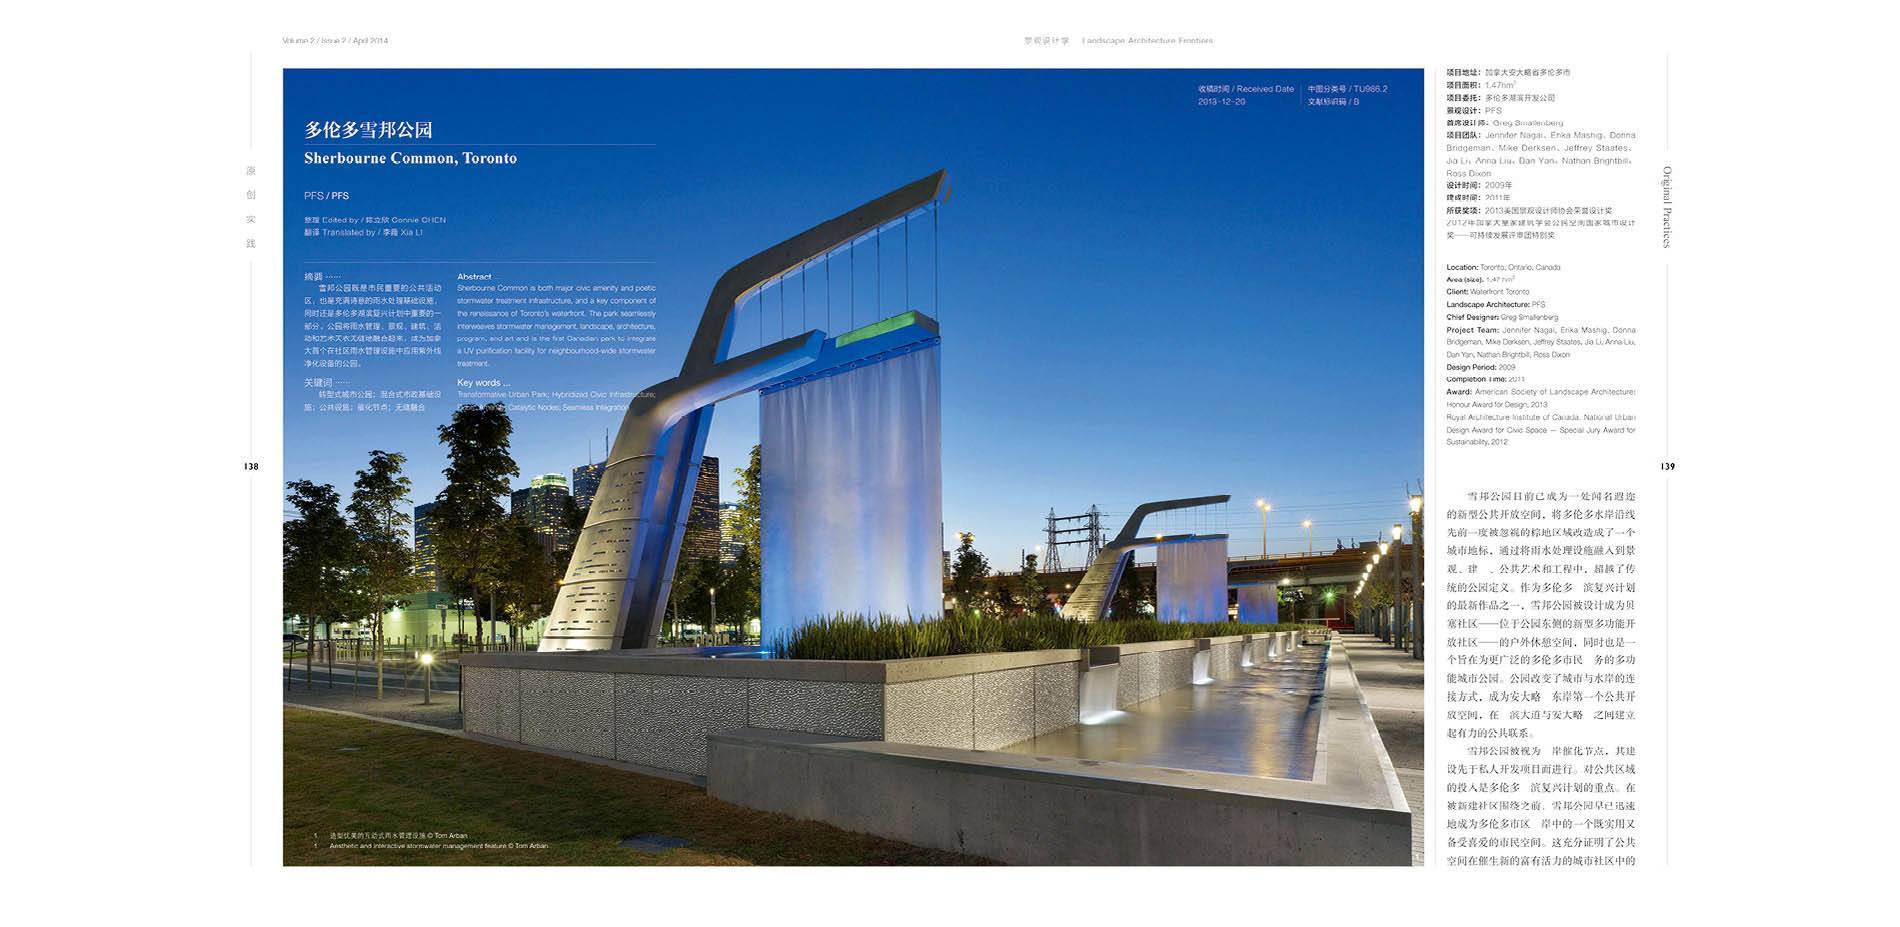 Volume 2 / Issue 2 / April 2014
景观设计学 Landscape Architecture Frontiers
原创实践
138
多伦多雪邦公园
Sherbourne Common, Toronto
PFS / PFS
整理 Edited by / 陈立欣 Connie CHEN
翻译 Translated by / 李薇 Xia LI
收稿时间 / Received Date
2013-12-20
中图分类号 / TU986.2
文献标识码 / B
摘要 ······
雪邦公园既是市民重要的公共活动
区，也是充满诗意的雨水处理基础设施，
同时还是多伦多湖滨复兴计划中重要的一
部分。公园将雨水管理、景观、建筑、活
动和艺术天衣无缝地融合起来，成为加拿
大首个在社区雨水管理设施中应用紫外线
净化设备的公园。
关键词 ······
转型式城市公园；混合式市政基础设
施；公共设施；催化节点；无缝融合
Abstract
Sherbourne Common is both major civic amenity and poetic
stormwater treatment infrastructure, and a key component of
the renaissance of Toronto's waterfront. The park seamlessly
interweaves stormwater management, landscape, architecture,
program, and art and is the first Canadian park to integrate
a UV purification facility for neighbourhood-wide stormwater
treatment.
Key words ...
Transformative Urban Park; Hybridized Civic Infrastructure;
Catalytic Nodes; Seamless Integration
1 造型优美的互动式雨水管理设施 © Tom Arban
1 Aesthetic and interactive stormwater management feature © Tom Arban
1
项目地址：加拿大安大略省多伦多市
项目面积：1.47hm²
项目委托：多伦多湖滨开发公司
景观设计：PFS
首席设计师：Greg Smallenberg
项目团队：Jennifer Nagai、Erika Mashig、Donna
Bridgeman、Mike Derksen、Jeffrey Staates、
Jia Li、Anna Liu、Dan Yan、Nathan Brightbill、
Ross Dixon
设计时间：2009年
建成时间：2011年
所获奖项：2013美国景观设计师协会荣誉设计奖
2012年加拿大皇家建筑学会公民空间国家城市设计
奖——可持续发展评审团特别奖
Location: Toronto, Ontario, Canada
Area (size): 1.47 hm²
Client: Waterfront Toronto
Landscape Architecture: PFS
Chief Designer: Greg Smallenberg
Project Team: Jennifer Nagai, Erika Mashig, Donna
Bridgeman, Mike Derksen, Jeffrey Staates, Jia Li, Anna Liu,
Dan Yan, Nathan Brightbill, Ross Dixon
Design Period: 2009
Completion Time: 2011
Award: American Society of Landscape Architecture:
Honour Award for Design, 2013
Royal Architecture Institute of Canada, National Urban
Design Award for Civic Space — Special Jury Award for
Sustainability, 2012
雪邦公园目前已成为一处闻名遐迩
的新型公共开放空间，将多伦多水岸沿线
先前一度被忽视的棕地区域改造成了一个
城市地标，通过将雨水处理设施融入到景
观、建 、公共艺术和工程中，超越了传
统的公园定义。作为多伦多 滨复兴计划
的最新作品之一，雪邦公园被设计成为贝
塞社区——位于公园东侧的新型多功能开
放社区——的户外休憩空间，同时也是一
个旨在为更广泛的多伦多市民 务的多功
能城市公园。公园改变了城市与水岸的连
接方式，成为安大略 东岸第一个公共开
放空间，在 滨大道与安大略 之间建立
起有力的公共联系。
雪邦公园被视为 岸催化节点，其建
设先于私人开发项目而进行。对公共区域
的投入是多伦多 滨复兴计划的重点。在
被新建社区围绕之前，雪邦公园早已迅速
地成为多伦多市区 岸中的一个既实用又
备受喜爱的市民空间。这充分证明了公共
空间在催生新的富有活力的城市社区中的
Original Practices
139